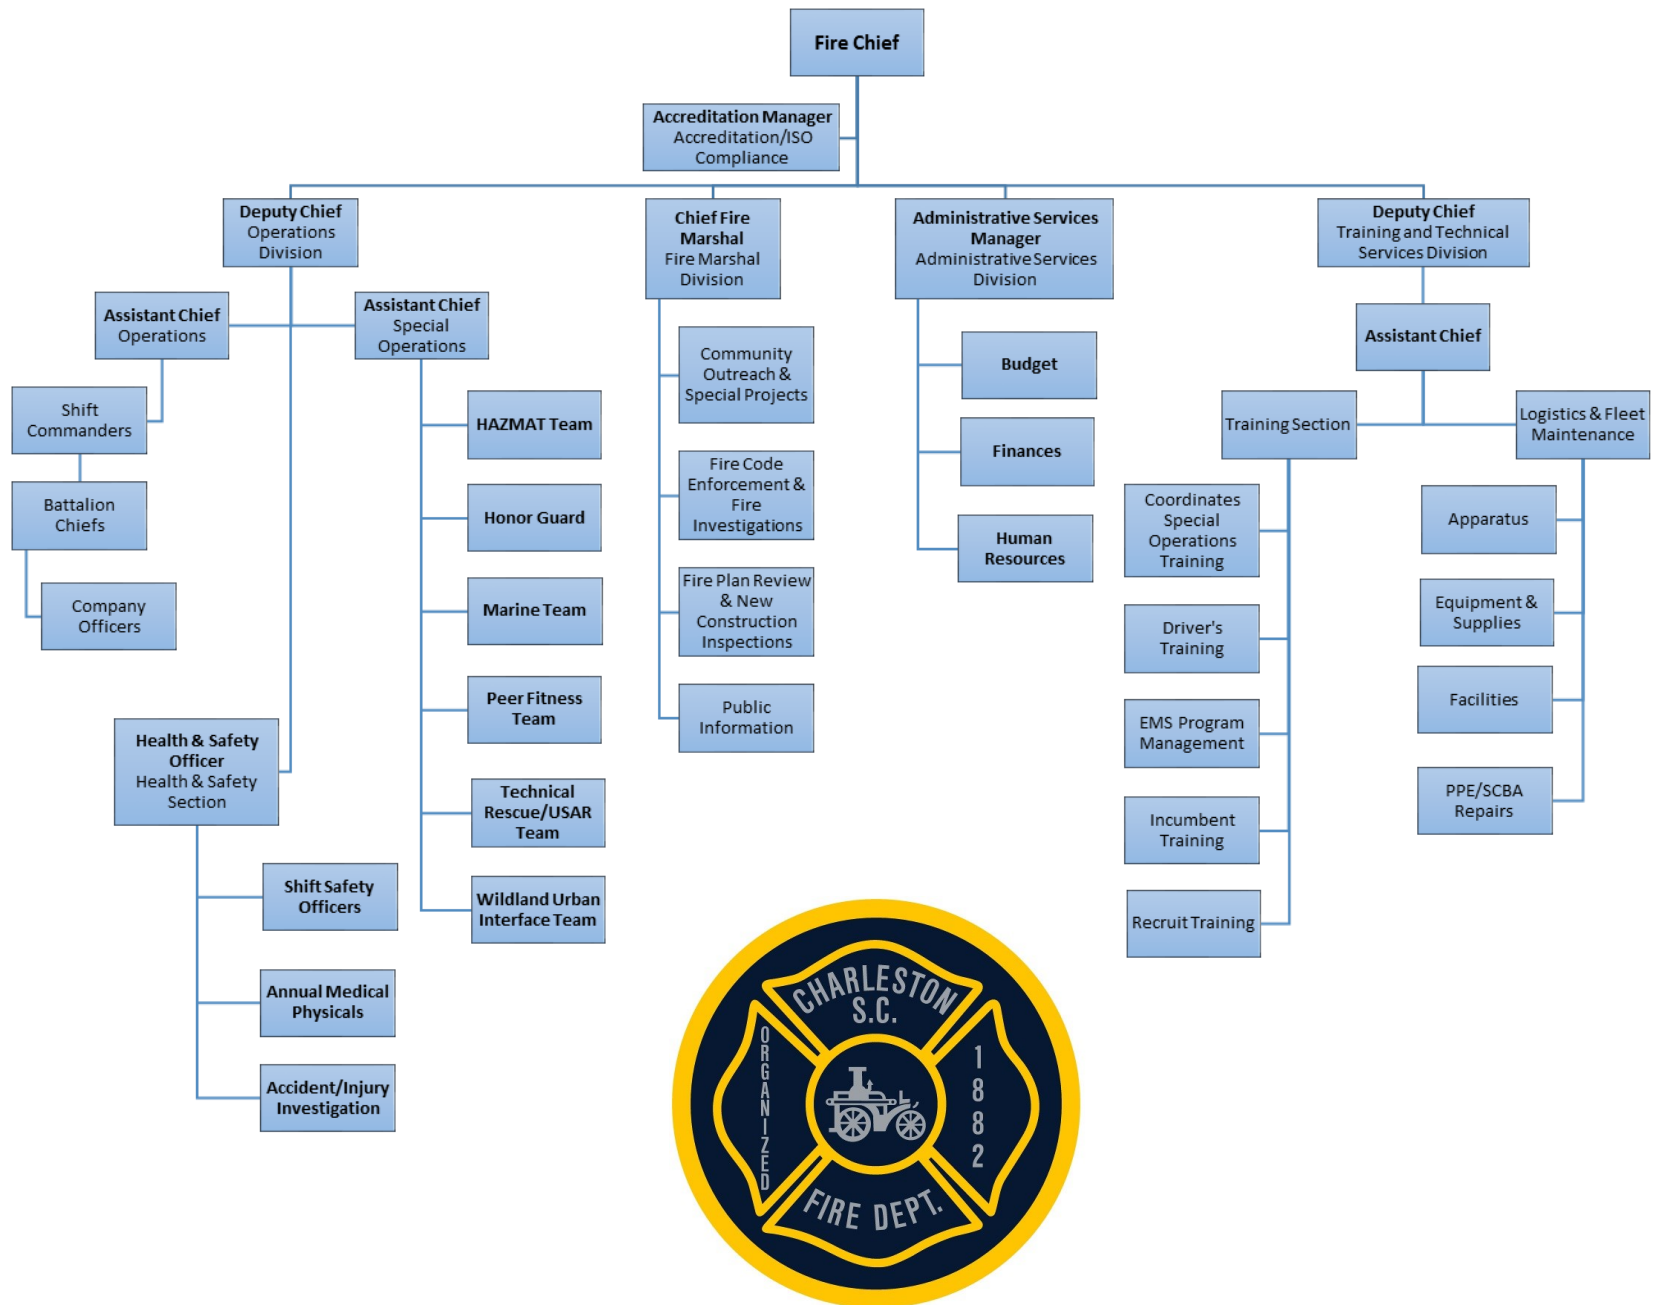 Fire Chief
Accreditation Manager
Accreditation/ISO
Compliance
Deputy Chief
Operations
Division
Assistant Chief
Operations
Shift
Commanders
Battalion
Chiefs
Company
Officers
Assistant Chief
Special
Operations
HAZMAT Team
Honor Guard
Marine Team
Peer Fitness
Team
Technical
Rescue/USAR
Team
Wildland Urban
Interface Team
Health & Safety
Officer
Health & Safety
Section
Shift Safety
Officers
Annual Medical
Physicals
Accident/Injury
Investigation
Chief Fire
Marshal
Fire Marshal
Division
Community
Outreach &
Special Projects
Fire Code
Enforcement &
Fire
Investigations
Fire Plan Review
& New
Construction
Inspections
Public
Information
Administrative Services
Manager
Administrative Services
Division
Budget
Finances
Human
Resources
Deputy Chief
Training and Technical
Services Division
Assistant Chief
Training Section
Coordinates
Special
Operations
Training
Driver's
Training
EMS Program
Management
Incumbent
Training
Recruit Training
Logistics & Fleet
Maintenance
Apparatus
Equipment &
Supplies
Facilities
PPE/SCBA
Repairs
CHARLESTON
S.C.
ORGANIZED
1882
FIRE DEPT.